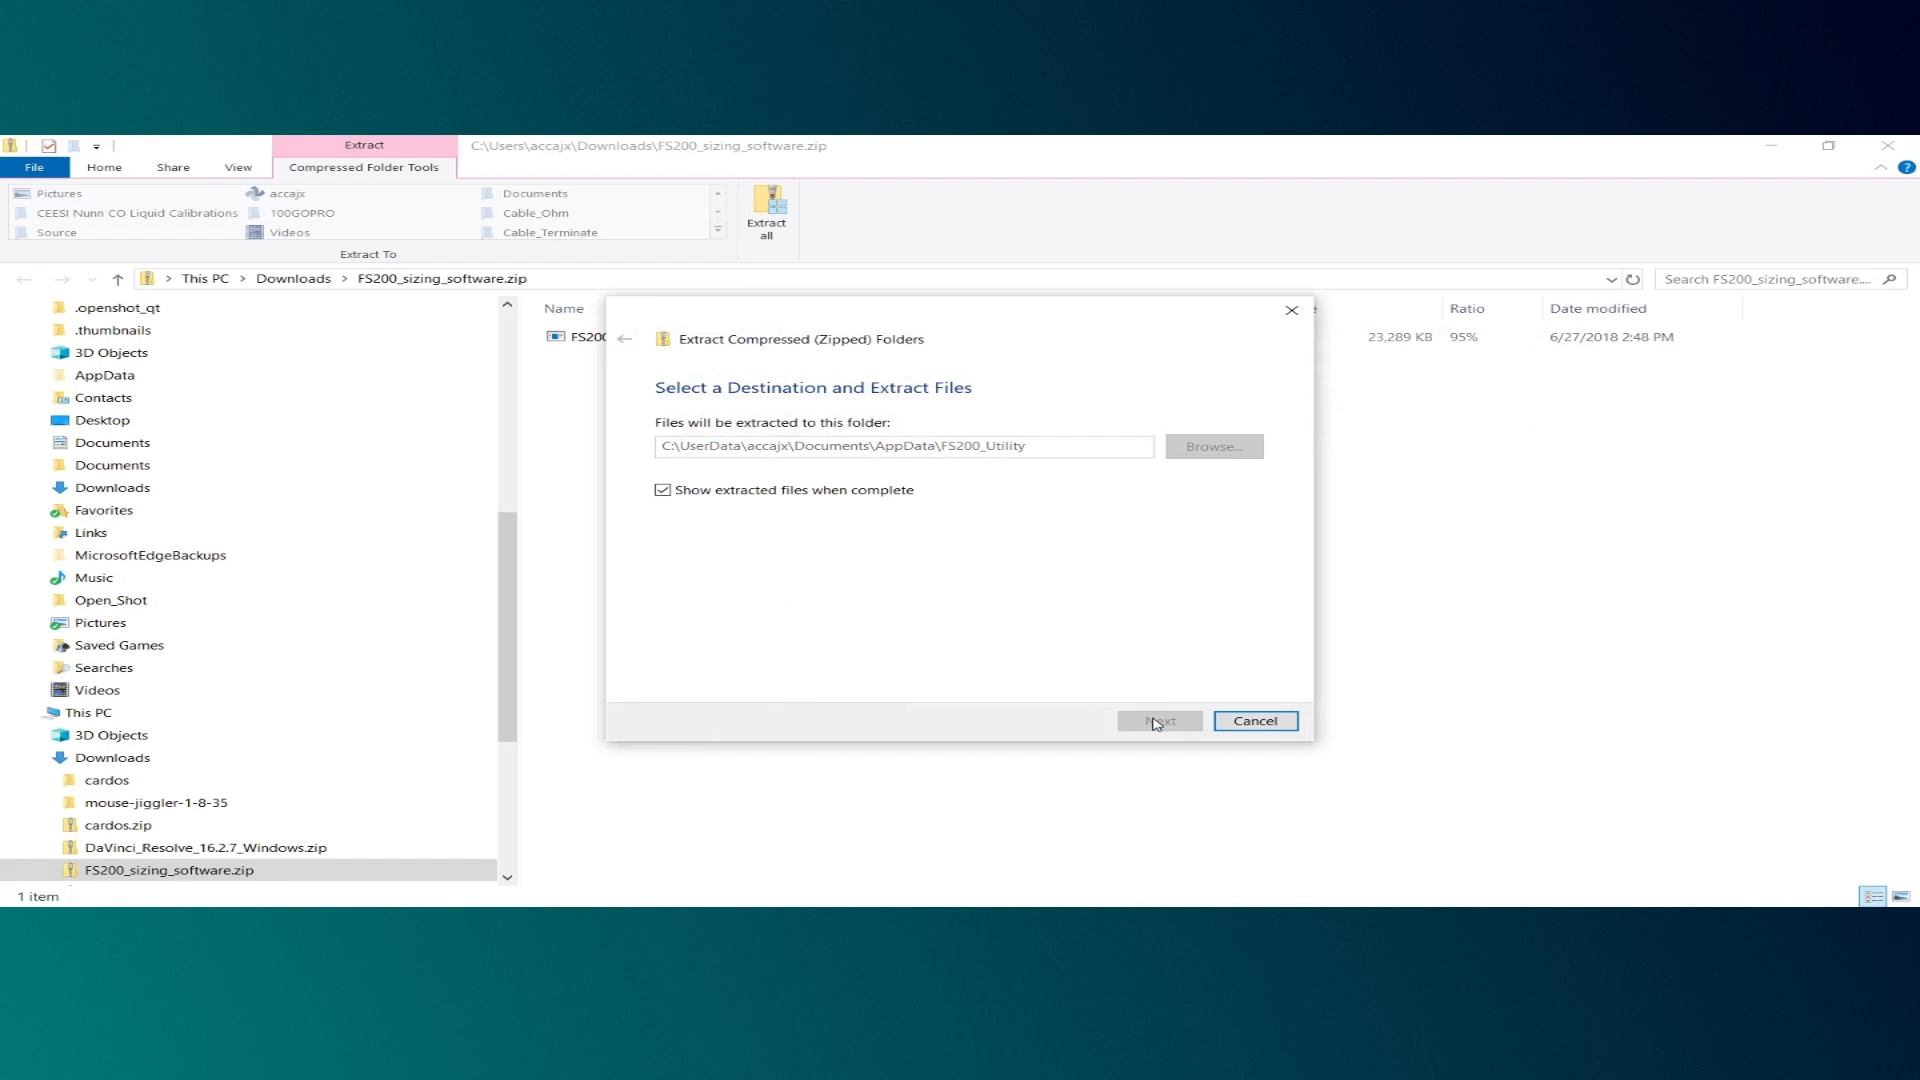 Extract
C:\Users\accajx\Downloads\FS200_sizing_software.zip
File
Home
Share
View
Compressed Folder Tools
Pictures
accajx
Documents
CEESI Nunn CO Liquid Calibrations
100GOPRO
Cable_Ohm
Source
Videos
Cable_Terminate
Extract
all
Extract To
This PC > Downloads > FS200_sizing_software.zip
Search FS200_sizing_software....
.openshot_qt
.thumbnails
3D Objects
AppData
Contacts
Desktop
Documents
Documents
Downloads
Favorites
Links
MicrosoftEdgeBackups
Music
Open_Shot
Pictures
Saved Games
Searches
Videos
This PC
3D Objects
Downloads
cardos
mouse-jiggler-1-8-35
cardos.zip
DaVinci_Resolve_16.2.7_Windows.zip
FS200_sizing_software.zip
1 item
Name
Ratio
Date modified
FS200
23,289 KB
95%
6/27/2018 2:48 PM
Extract Compressed (Zipped) Folders
Select a Destination and Extract Files
Files will be extracted to this folder:
C:\UserData\accajx\Documents\AppData\FS200_Utility
Browse...
Show extracted files when complete
Next
Cancel